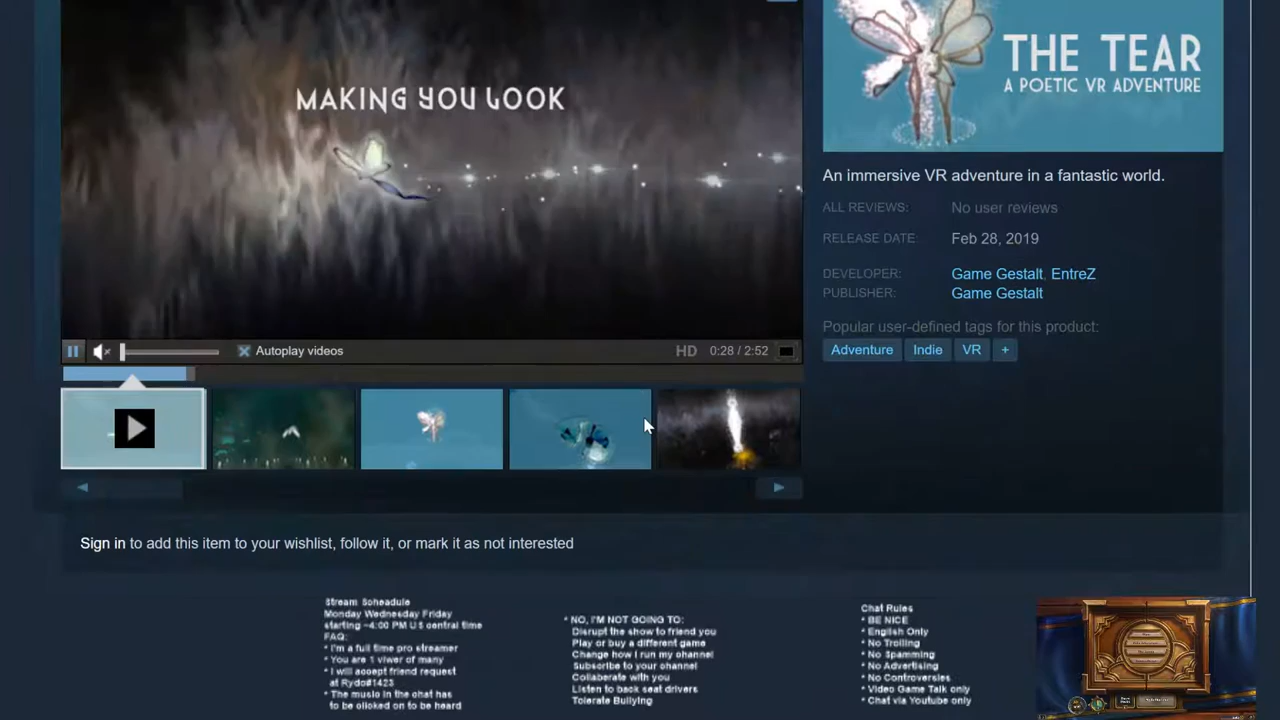 MAKING YOU LOOK
THE TEAR
A POETIC VR ADVENTURE
An immersive VR adventure in a fantastic world.
ALL REVIEWS: No user reviews
RELEASE DATE: Feb 28, 2019
DEVELOPER: Game Gestalt, EntreZ
PUBLISHER: Game Gestalt
Popular user-defined tags for this product:
Adventure Indie VR +
Autoplay videos HD 0:28 / 2:52
Sign in to add this item to your wishlist, follow it, or mark it as not interested
Stream Scheadule
Monday Wednesday Friday
starting ~4:00 PM US central time
FAQ:
* I'm a full time pro streamer
* You are 1 viwer of many
* I will accept friend request
at Rydo#1423
* The music in the chat has
to be clicked on to be heard
* NO, I'M NOT GOING TO:
Disrupt the show to friend you
Play or buy a different game
Change how I run my channel
Subscribe to your channel
Collaberate with you
Listen to back seat drivers
Tolerate Bullying
Chat Rules
* BE NICE
* English Only
* No Trolling
* No Spamming
* No Advertising
* No Controversies
* Video Game Talk only
* Chat via Youtube only